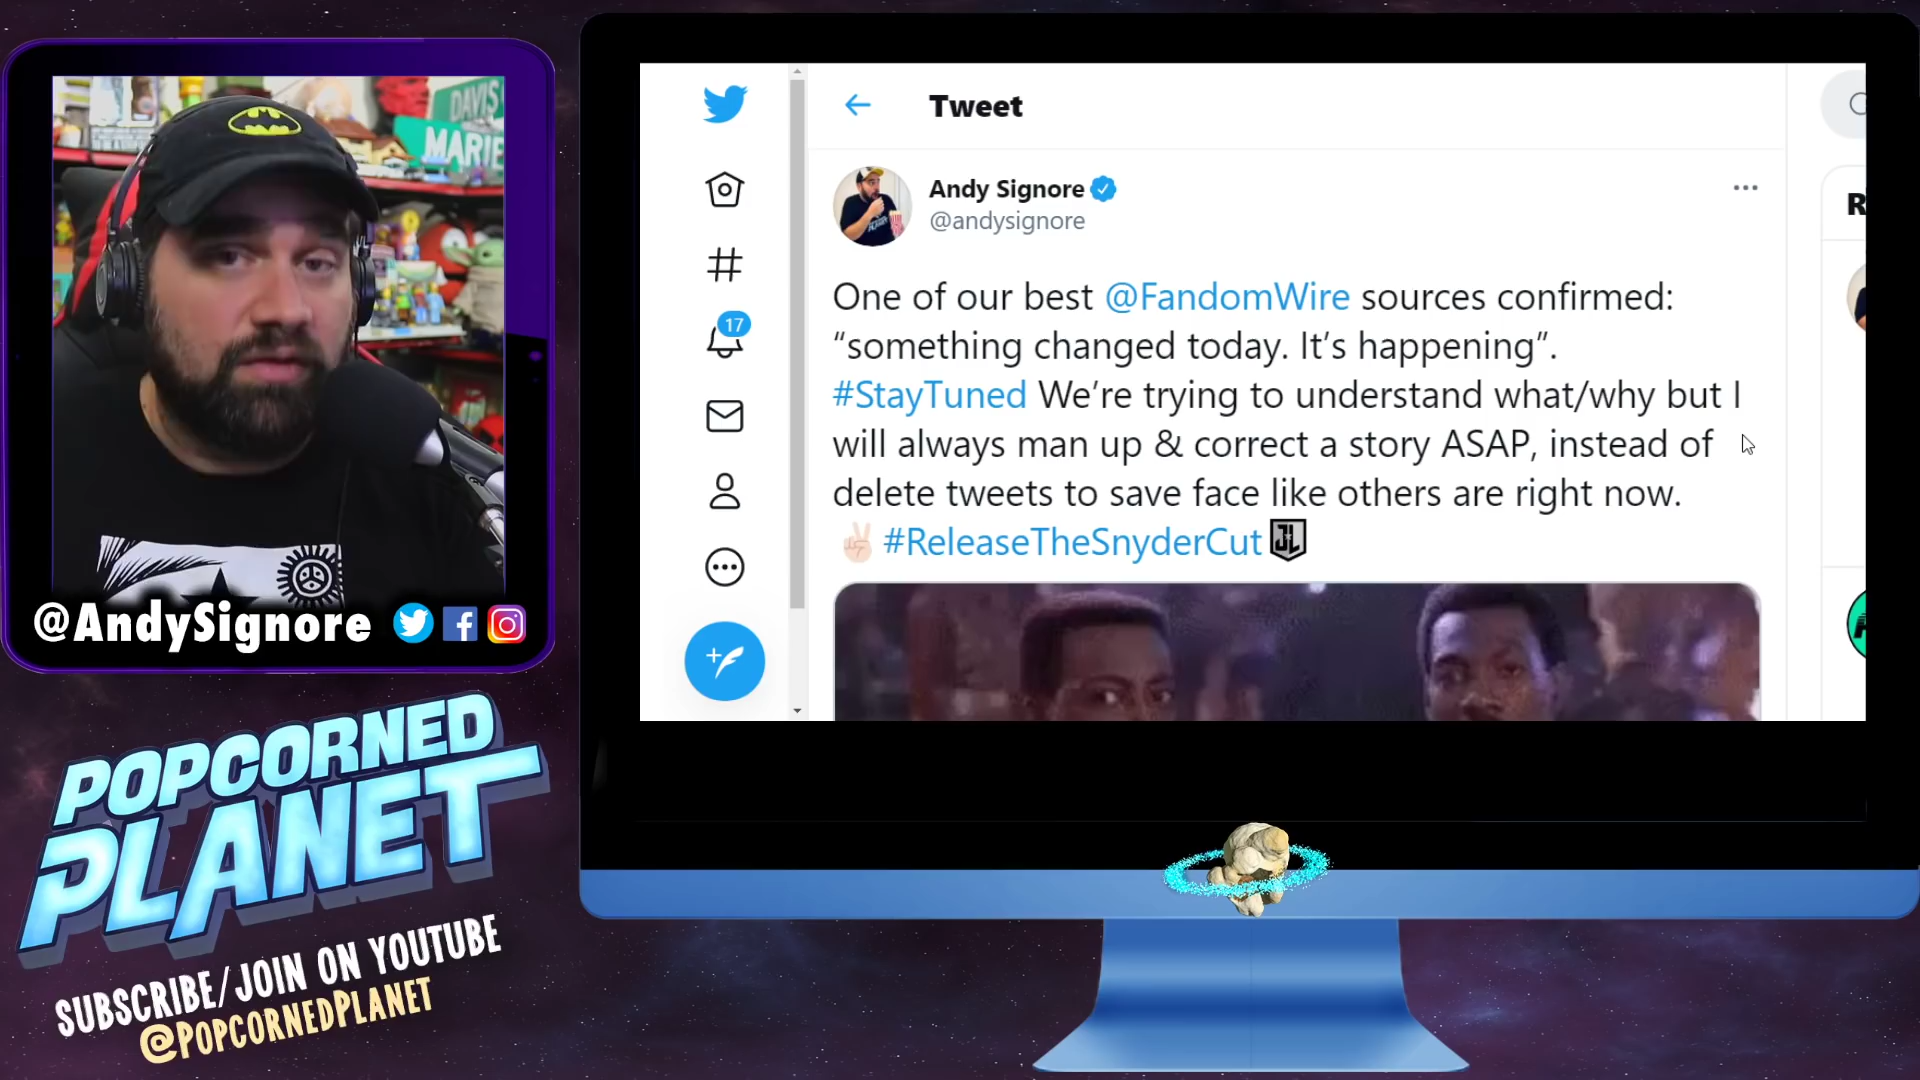 DAVIS
MARIE
@AndySignore
POPCORNED
PLANET
SUBSCRIBE/JOIN ON YOUTUBE
@POPCORNEDPLANET
17
Tweet
Andy Signore
@andysignore
One of our best @FandomWire sources confirmed:
“something changed today. It’s happening”.
#StayTuned We’re trying to understand what/why but I
will always man up & correct a story ASAP, instead of
delete tweets to save face like others are right now.
✌🏻 #ReleaseTheSnyderCut
JL
R